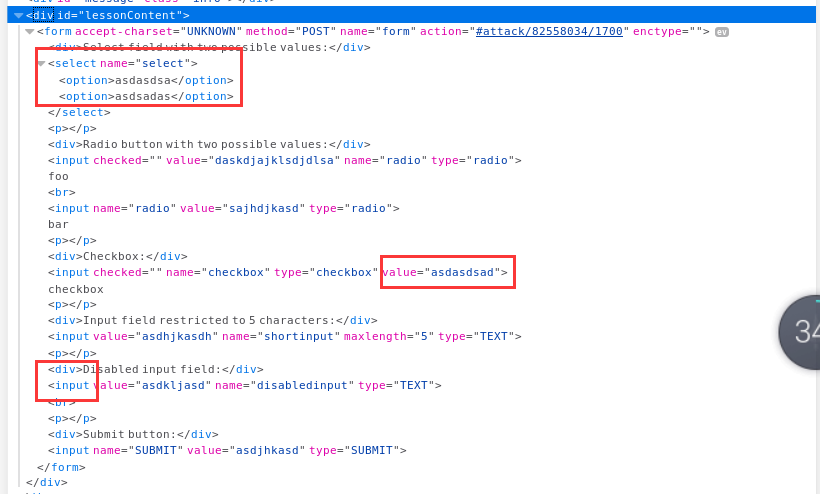 <div id="lessonContent">
<form accept-charset="UNKNOWN" method="POST" name="form" action="#attack/82558034/1700" enctype=""> ev
<div>Select field with two possible values:</div>
<select name="select">
<option>asdasdsa</option>
<option>asdsadas</option>
</select>
<p></p>
<div>Radio button with two possible values:</div>
<input checked="" value="daskdjajklsdjdlsa" name="radio" type="radio">
foo
<br>
<input name="radio" value="sajhdjkasd" type="radio">
bar
<p></p>
<div>Checkbox:</div>
<input checked="" name="checkbox" type="checkbox" value="asdasdsad">
checkbox
<p></p>
<div>Input field restricted to 5 characters:</div>
<input value="asdhjkasdh" name="shortinput" maxlength="5" type="TEXT">
<p></p>
<div>Disabled input field:</div>
<input value="asdkljasd" name="disabledinput" type="TEXT">
<br>
<p></p>
<div>Submit button:</div>
<input name="SUBMIT" value="asdjhkasd" type="SUBMIT">
</form>
</div>
34